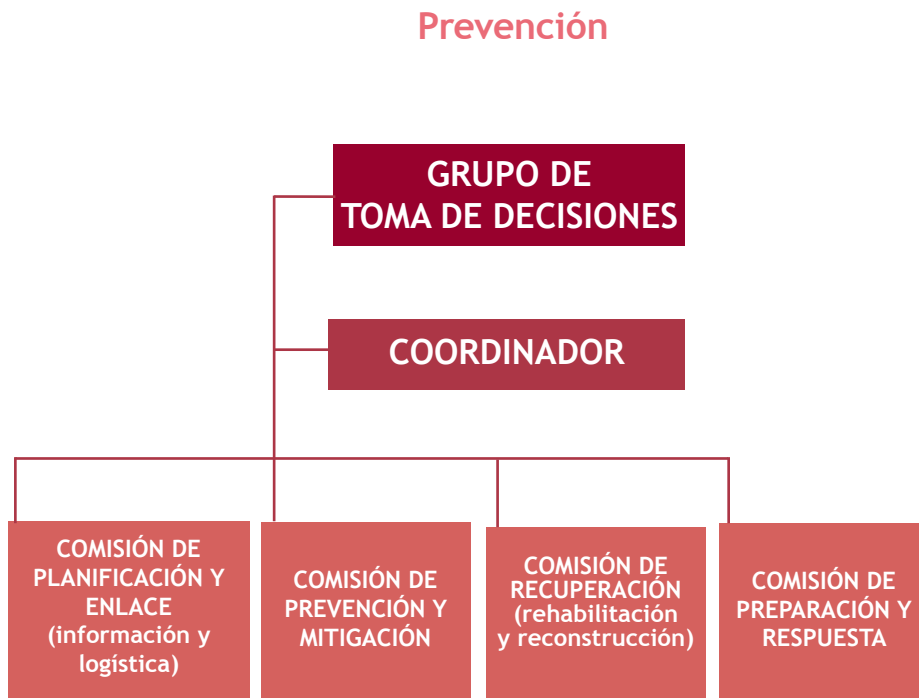 Prevención
GRUPO DE
TOMA DE DECISIONES
COORDINADOR
COMISIÓN DE
PLANIFICACIÓN Y
ENLACE
(información y
logística)
COMISIÓN DE
PREVENCIÓN Y
MITIGACIÓN
COMISIÓN DE
RECUPERACIÓN
(rehabilitación
y reconstrucción)
COMISIÓN DE
PREPARACIÓN Y
RESPUESTA